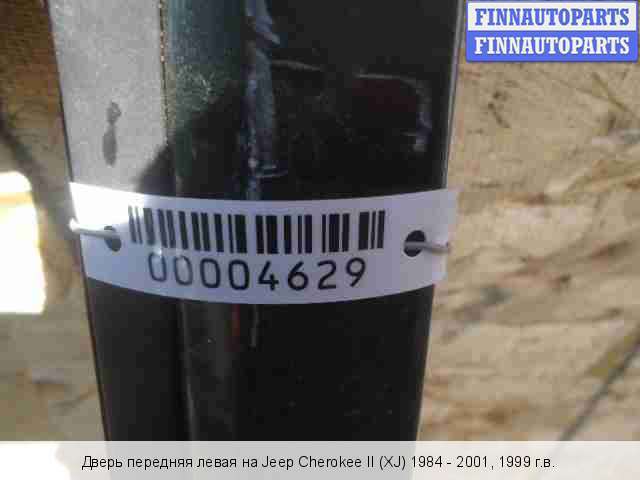 FINNAUTOPARTS
FINNAUTOPARTS
00004629
Дверь передняя левая на Jeep Cherokee II (XJ) 1984 - 2001, 1999 г.в.